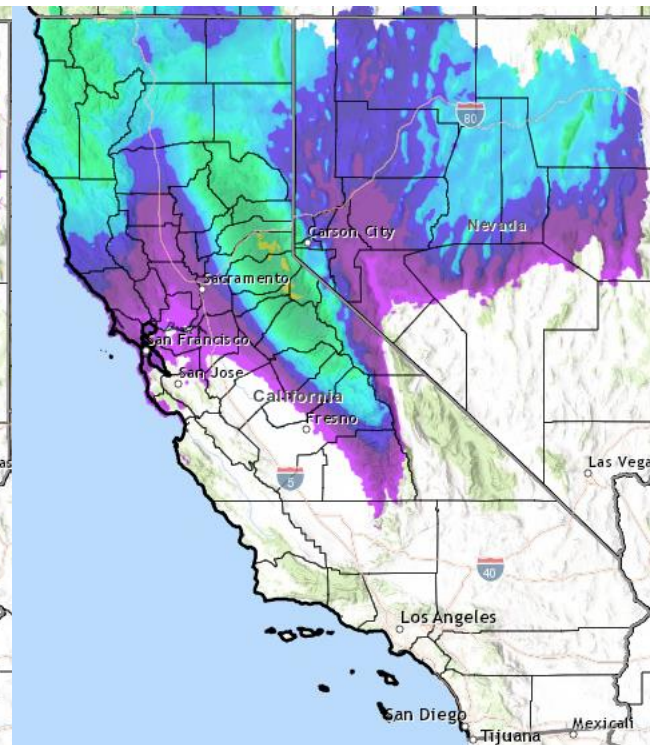 80
Nevada
Carson City
Sacramento
San Francisco
San Jose
California
Fresno
5
as
Las Vega
40
Los Angeles
San Diego
Tijuana
Mexicali